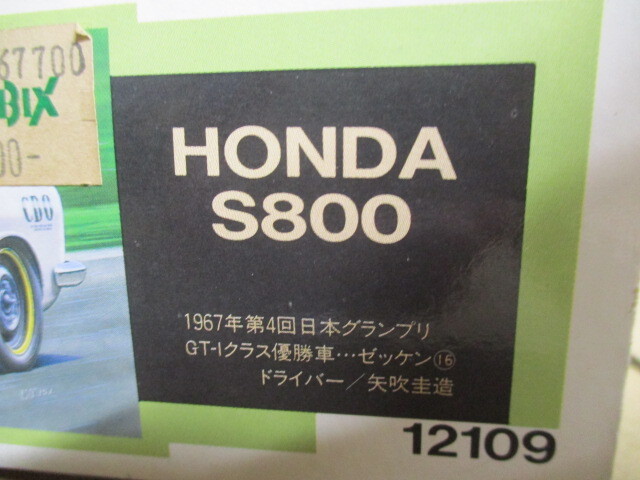 67700
BIX
00-
CDO
HONDA
S800
1967年第4回日本グランプリ
GT-Iクラス優勝車…ゼッケン⑯
ドライバー／矢吹圭造
12109